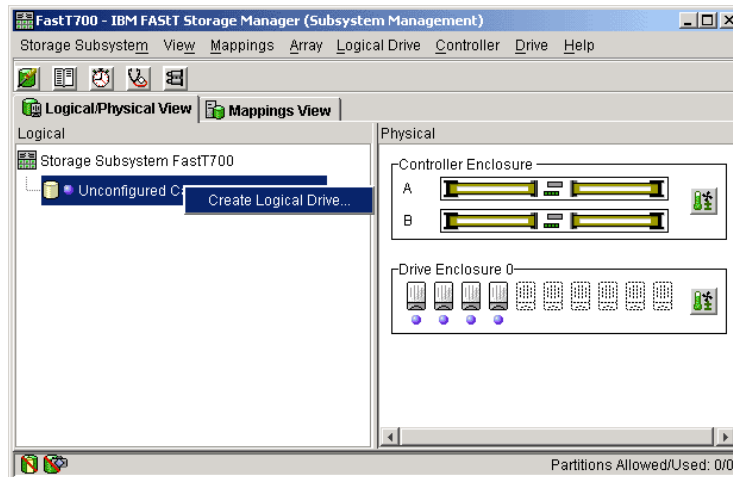 FastT700 - IBM FAStT Storage Manager (Subsystem Management)
Storage Subsystem View Mappings Array Logical Drive Controller Drive Help
Logical/Physical View Mappings View
Logical Physical
Storage Subsystem FastT700
Unconfigured
Create Logical Drive...
Controller Enclosure
A
B
Drive Enclosure 0
Partitions Allowed/Used: 0/0